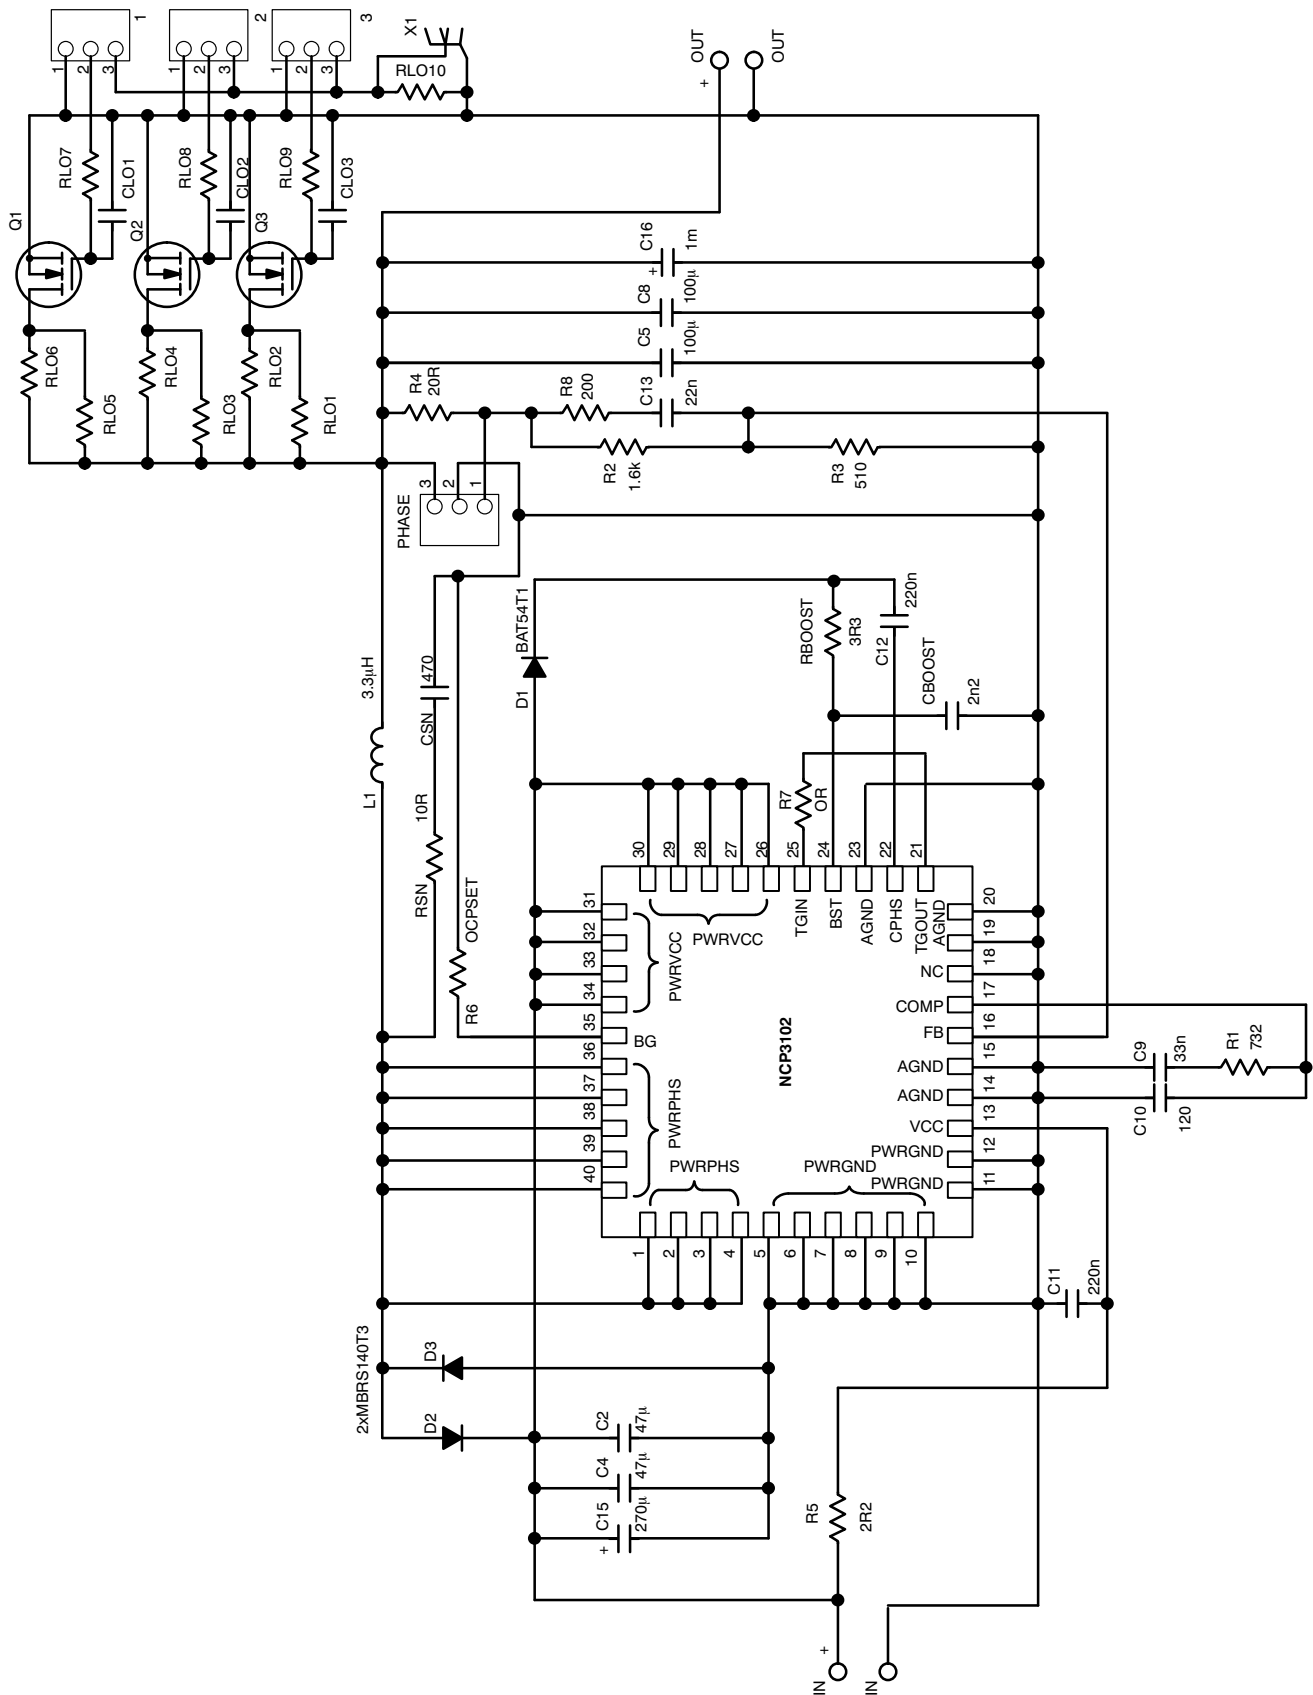 1
2
3
1
2
3
1
2
3
1
2
3
X1
RLO10
OUT
+
OUT
Q1
RLO7
CLO1
Q2
RLO8
CLO2
Q3
RLO9
CLO3
RLO6
RLO5
RLO4
RLO3
RLO2
RLO1
C16
+
1m
C8
100µ
C5
100µ
R4
20R
R8
200
C13
22n
R2
1.6k
R3
510
PHASE
3
2
1
L1
3.3µH
RSN
10R
CSN
470
R6
OCPSET
D1
BAT54T1
RBOOST
3R3
C12
220n
CBOOST
2n2
R7
OR
30
29
28
27
26
25
24
23
22
21
PWRVCC
TGIN
BST
AGND
CPHS
TGOUT
31
32
33
34
35
36
37
38
39
40
PWRVCC
BG
PWRPHS
NCP3102
AGND
NC
COMP
FB
AGND
AGND
VCC
PWRGND
PWRGND
20
19
18
17
16
15
14
13
12
11
PWRPHS
PWRGND
1
2
3
4
5
6
7
8
9
10
C9
33n
R1
732
C10
120
C11
220n
2xMBRS140T3
D3
D2
C2
47µ
C4
47µ
C15
+
270µ
R5
2R2
IN
+
IN